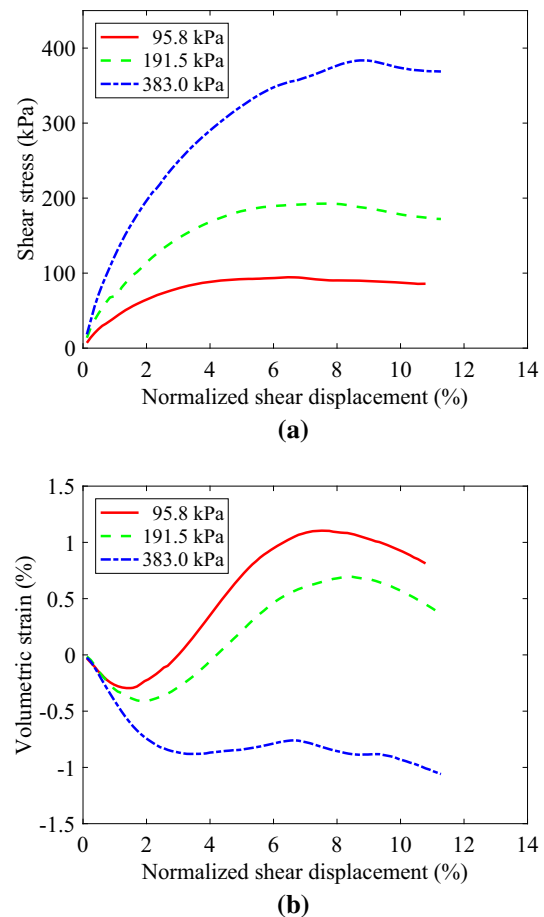 95.8 kPa
191.5 kPa
383.0 kPa
400
300
200
100
0
Shear stress (kPa)
0 2 4 6 8 10 12 14
Normalized shear displacement (%)
(a)
95.8 kPa
191.5 kPa
383.0 kPa
1.5
1
0.5
0
-0.5
-1
-1.5
Volumetric strain (%)
0 2 4 6 8 10 12 14
Normalized shear displacement (%)
(b)